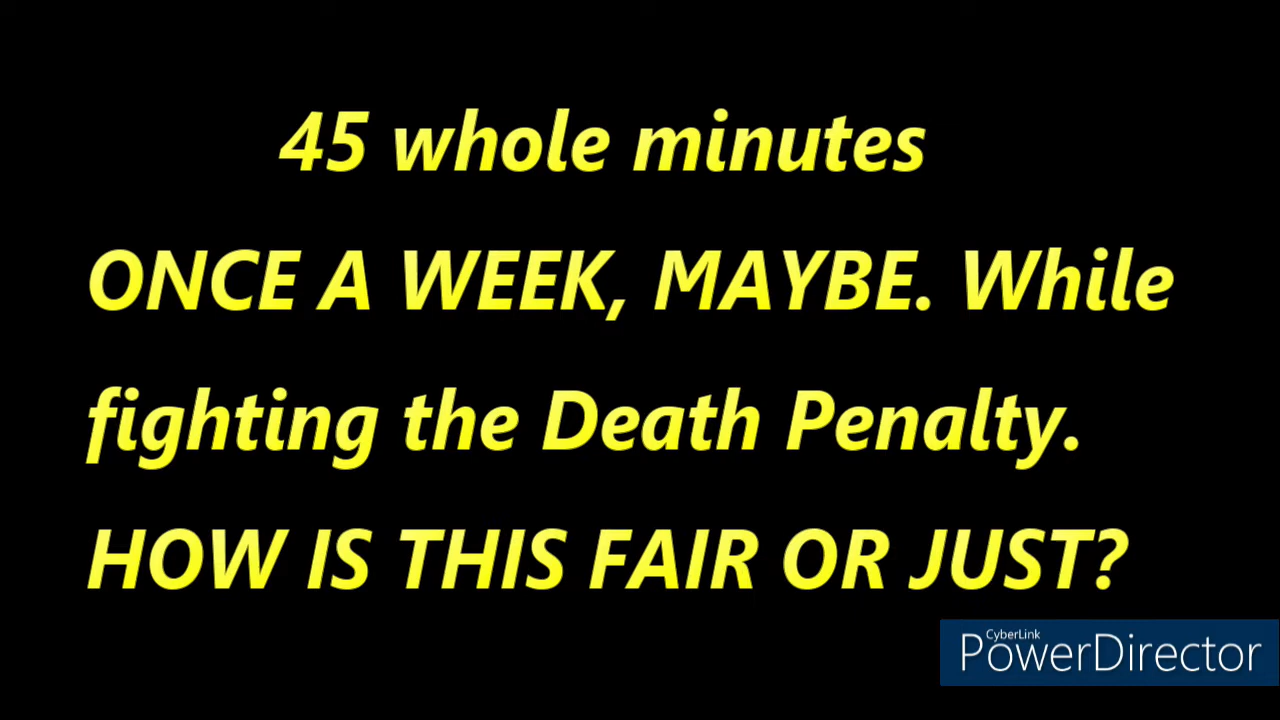 45 whole minutes
ONCE A WEEK, MAYBE. While
fighting the Death Penalty.
HOW IS THIS FAIR OR JUST?
CyberLink
PowerDirector